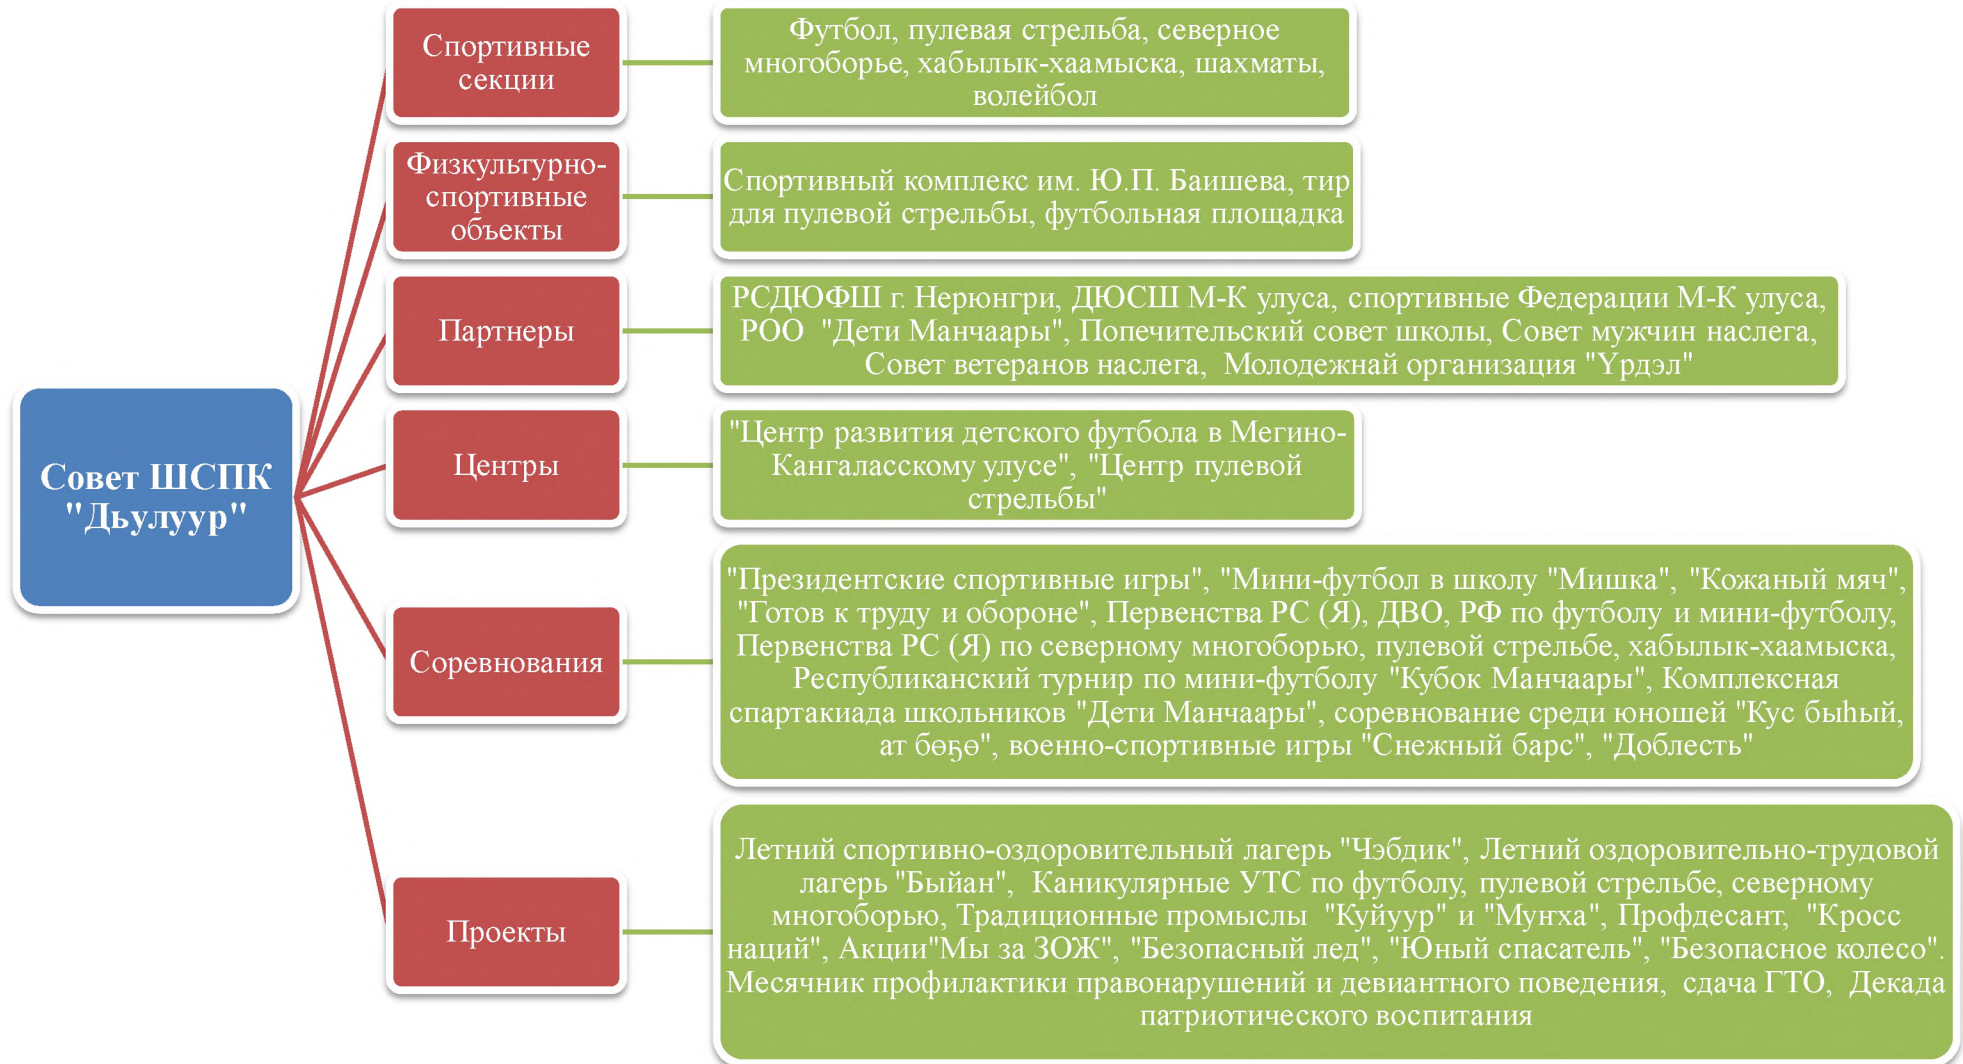 Совет ШСПК
"Дьулуур"
Спортивные
секции
Футбол, пулевая стрельба, северное
многоборье, хабылык-хаамыска, шахматы,
волейбол
Физкультурно-
спортивные
объекты
Спортивный комплекс им. Ю.П. Баишева, тир
для пулевой стрельбы, футбольная площадка
Партнеры
РСДЮФШ г. Нерюнгри, ДЮСШ М-К улуса, спортивные Федерации М-К улуса,
РОО "Дети Манчаары", Попечительский совет школы, Совет мужчин наслега,
Совет ветеранов наслега, Молодежнай организация "Үрдэл"
Центры
"Центр развития детского футбола в Мегино-
Кангаласскому улусе", "Центр пулевой
стрельбы"
Соревнования
"Президентские спортивные игры", "Мини-футбол в школу "Мишка", "Кожаный мяч",
"Готов к труду и обороне", Первенства РС (Я), ДВО, РФ по футболу и мини-футболу,
Первенства РС (Я) по северному многоборью, пулевой стрельбе, хабылык-хаамыска,
Республиканский турнир по мини-футболу "Кубок Манчаары", Комплексная
спартакиада школьников "Дети Манчаары", соревнование среди юношей "Кус быһый,
ат бөҕө", военно-спортивные игры "Снежный барс", "Доблесть"
Проекты
Летний спортивно-оздоровительный лагерь "Чэбдик", Летний оздоровительно-трудовой
лагерь "Быйан", Каникулярные УТС по футболу, пулевой стрельбе, северному
многоборью, Традиционные промыслы "Куйуур" и "Муҥха", Профдесант, "Кросс
наций", Акции"Мы за ЗОЖ", "Безопасный лед", "Юный спасатель", "Безопасное колесо".
Месячник профилактики правонарушений и девиантного поведения, сдача ГТО, Декада
патриотического воспитания